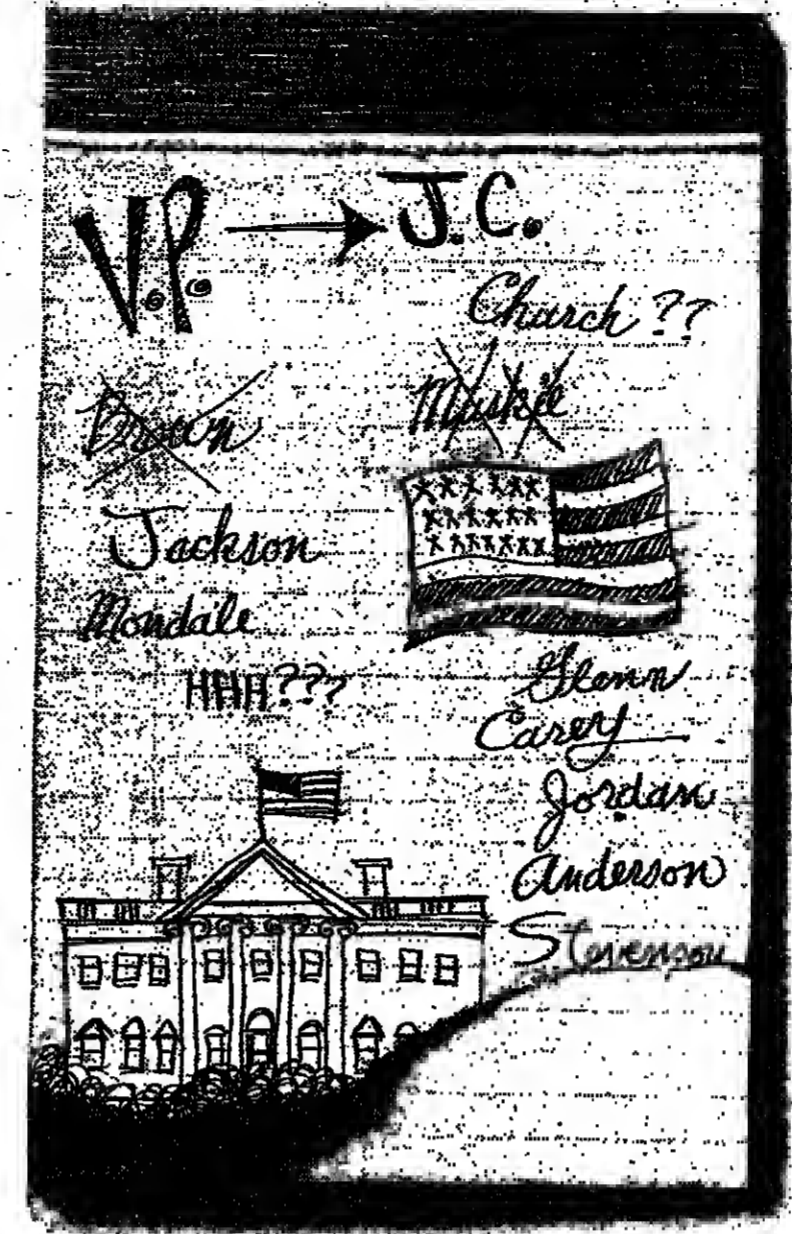 V.P. → J.C.
Church ??
Brown
Muskie
Jackson
Mondale
HHH???
Glenn
Carey
Jordan
Anderson
Stevenson